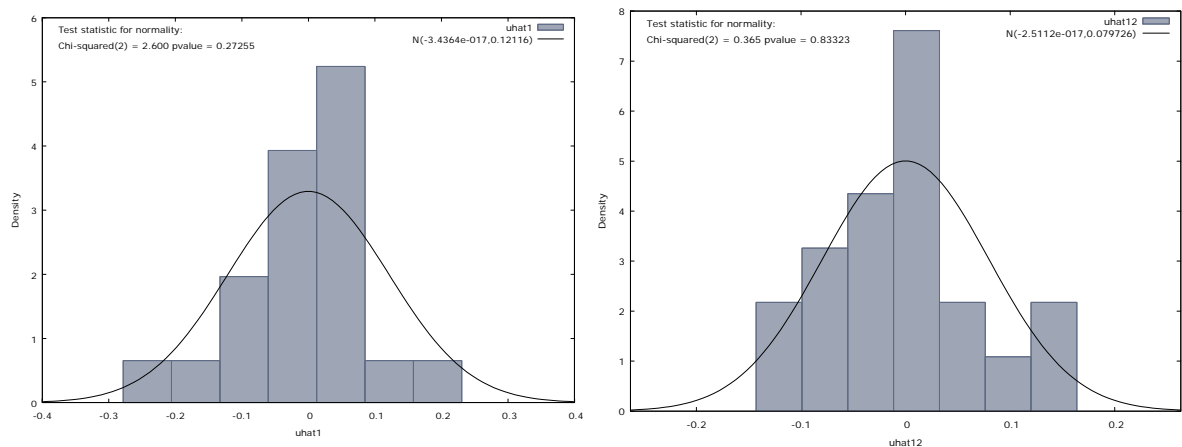 6
5
4
3
2
1
0
Density
-0.4
-0.3
-0.2
-0.1
0
0.1
0.2
0.3
0.4
uhat1
Test statistic for normality:
Chi-squared(2) = 2.600 pvalue = 0.27255
uhat1
N(-3.4364e-017,0.12116)
8
7
6
5
4
3
2
1
0
Density
-0.2
-0.1
0
0.1
0.2
uhat12
Test statistic for normality:
Chi-squared(2) = 0.365 pvalue = 0.83323
uhat12
N(-2.5112e-017,0.079726)